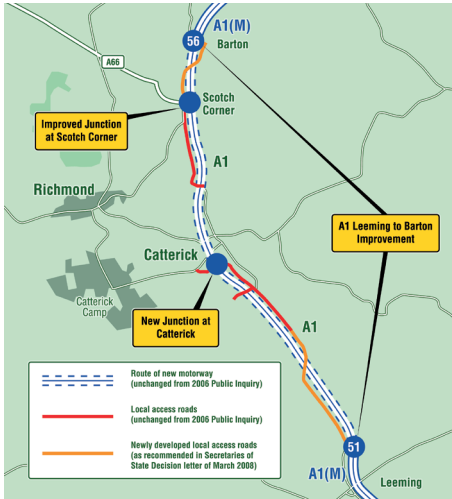 56
A1(M)
Barton
A66
Scotch
Corner
Improved Junction
at Scotch Corner
A1
Richmond
A1 Leeming to Barton
Improvement
Catterick
Catterick
Camp
New Junction at
Catterick
A1
Route of new motorway
(unchanged from 2006 Public Inquiry)
Local access roads
(unchanged from 2006 Public Inquiry)
Newly developed local access roads
(as recommended in Secretaries of
State Decision letter of March 2008)
51
A1(M)
Leeming